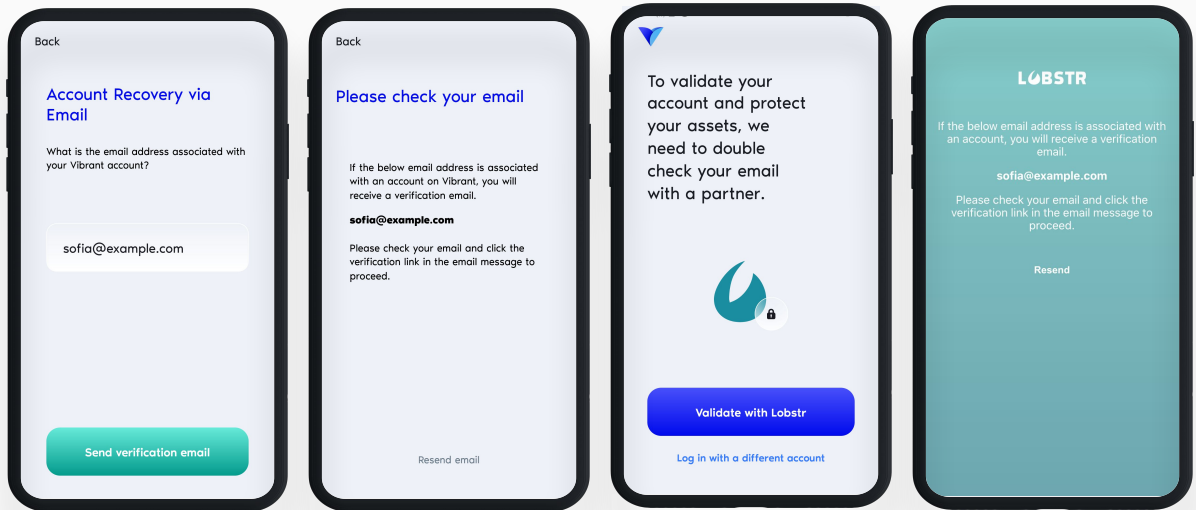 Back
Account Recovery via
Email
What is the email address associated with
your Vibrant account?
sofia@example.com
Send verification email
Back
Please check your email
If the below email address is associated
with an account on Vibrant, you will
receive a verification email.
sofia@example.com
Please check your email and click the
verification link in the email message to
proceed.
Resend email
To validate your
account and protect
your assets, we
need to double
check your email
with a partner.
Validate with Lobstr
Log in with a different account
LOBSTR
If the below email address is associated with
an account, you will receive a verification
email.
sofia@example.com
Please check your email and click the
verification link in the email message to
proceed.
Resend